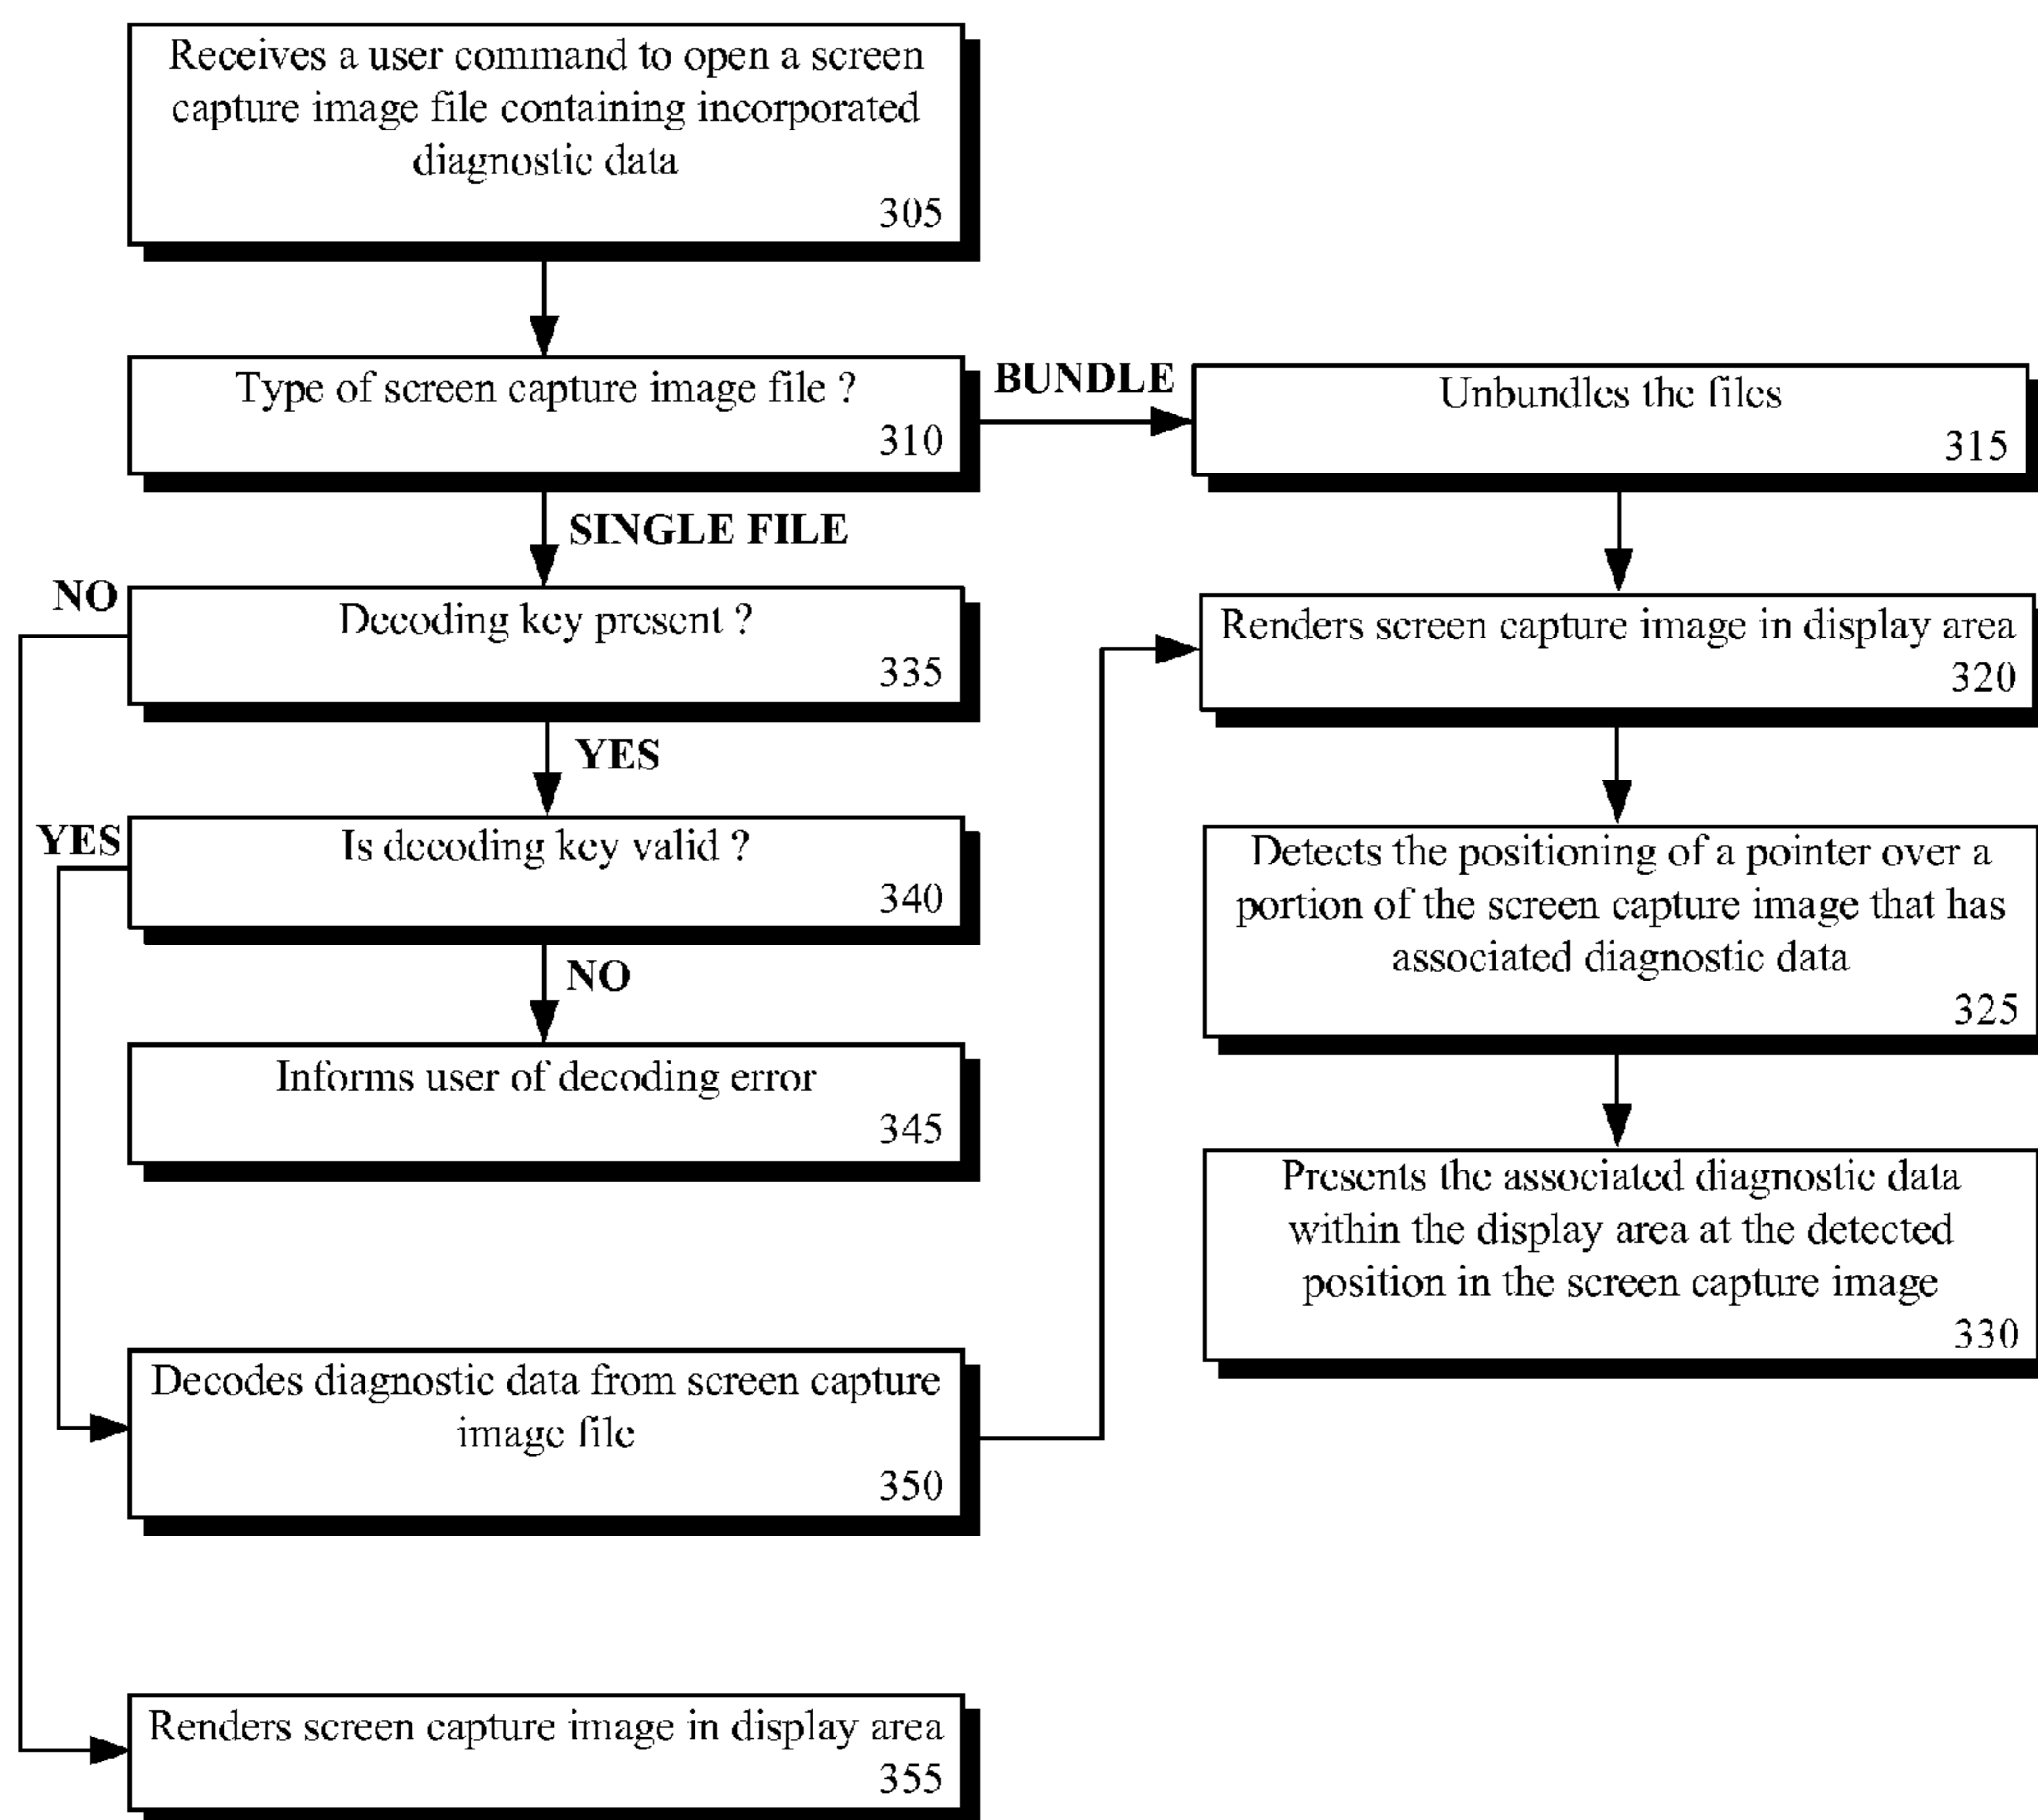 Receives a user command to open a screen
capture image file containing incorporated
diagnostic data
305
Type of screen capture image file ?
310
BUNDLE
Unbundles the files
315
SINGLE FILE
NO
Decoding key present ?
335
Renders screen capture image in display area
320
YES
YES
Is decoding key valid ?
340
Detects the positioning of a pointer over a
portion of the screen capture image that has
associated diagnostic data
325
NO
Informs user of decoding error
345
Presents the associated diagnostic data
within the display area at the detected
position in the screen capture image
330
Decodes diagnostic data from screen capture
image file
350
Renders screen capture image in display area
355